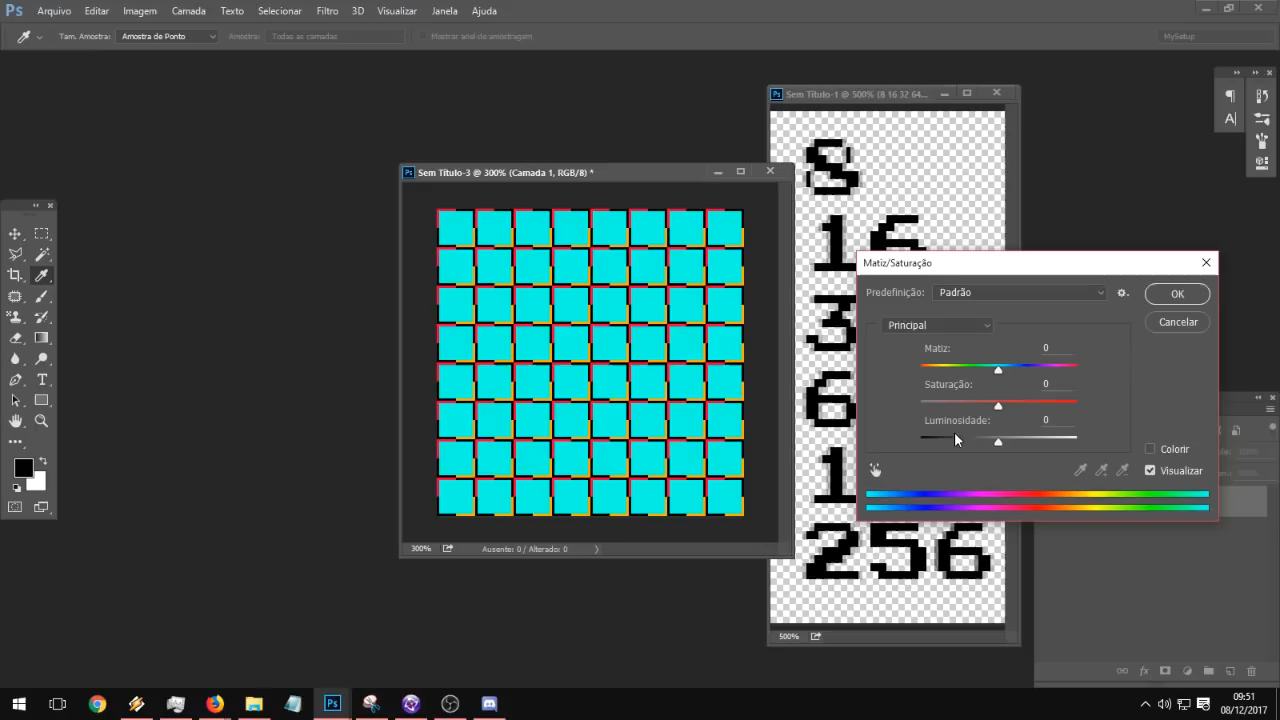 Ps Arquivo Editar Imagem Camada Texto Selecionar Filtro 3D Visualizar Janela Ajuda
Tam. Amostra: Amostra de Ponto Amostra: Todas as camadas Mostrar anel de amostragem MySetup
Ps Sem Título-1 @ 500% (8 16 32 64...
8
16
3
6
1
256
500%
Ps Sem Título-3 @ 300% (Camada 1, RGB/8) *
300% Ausente: 0 / Alterado: 0
Matiz/Saturação
Predefinição: Padrão OK
Principal Cancelar
Matiz: 0
Saturação: 0
Luminosidade: 0
Colorir
Visualizar
Ps
09:51
08/12/2017